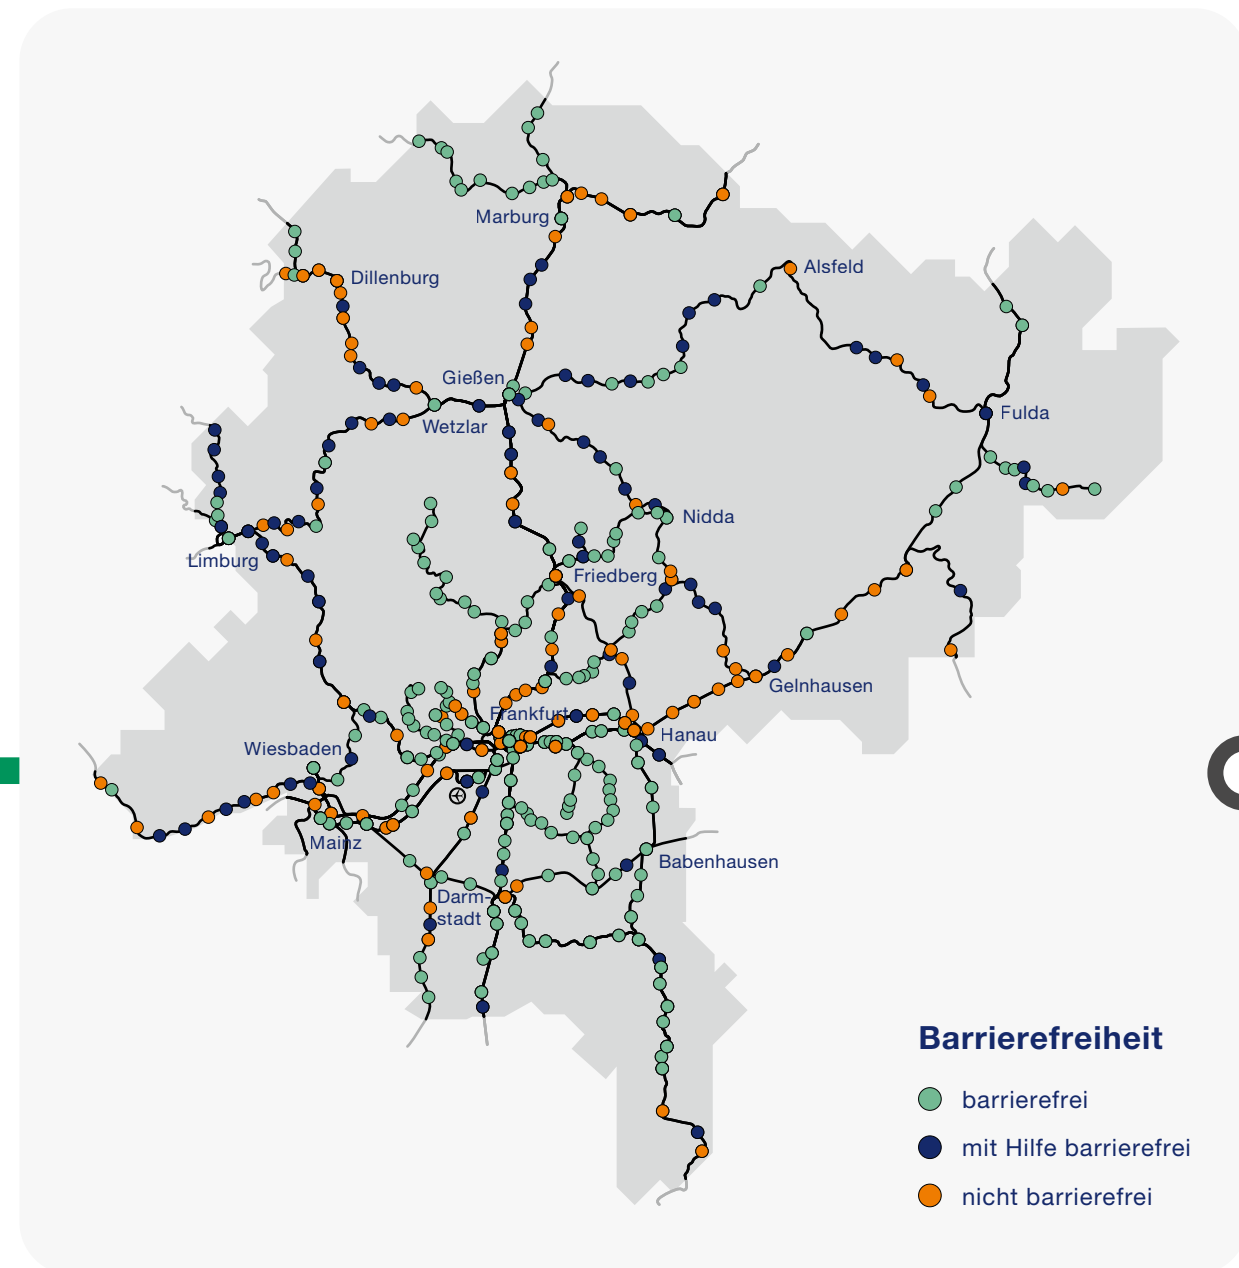 Marburg
Dillenburg
Alsfeld
Gießen
Wetzlar
Fulda
Nidda
Limburg
Friedberg
Gelnhausen
Frankfurt
Hanau
Wiesbaden
Mainz
Babenhausen
Darm-
stadt
Barrierefreiheit
barrierefrei
mit Hilfe barrierefrei
nicht barrierefrei